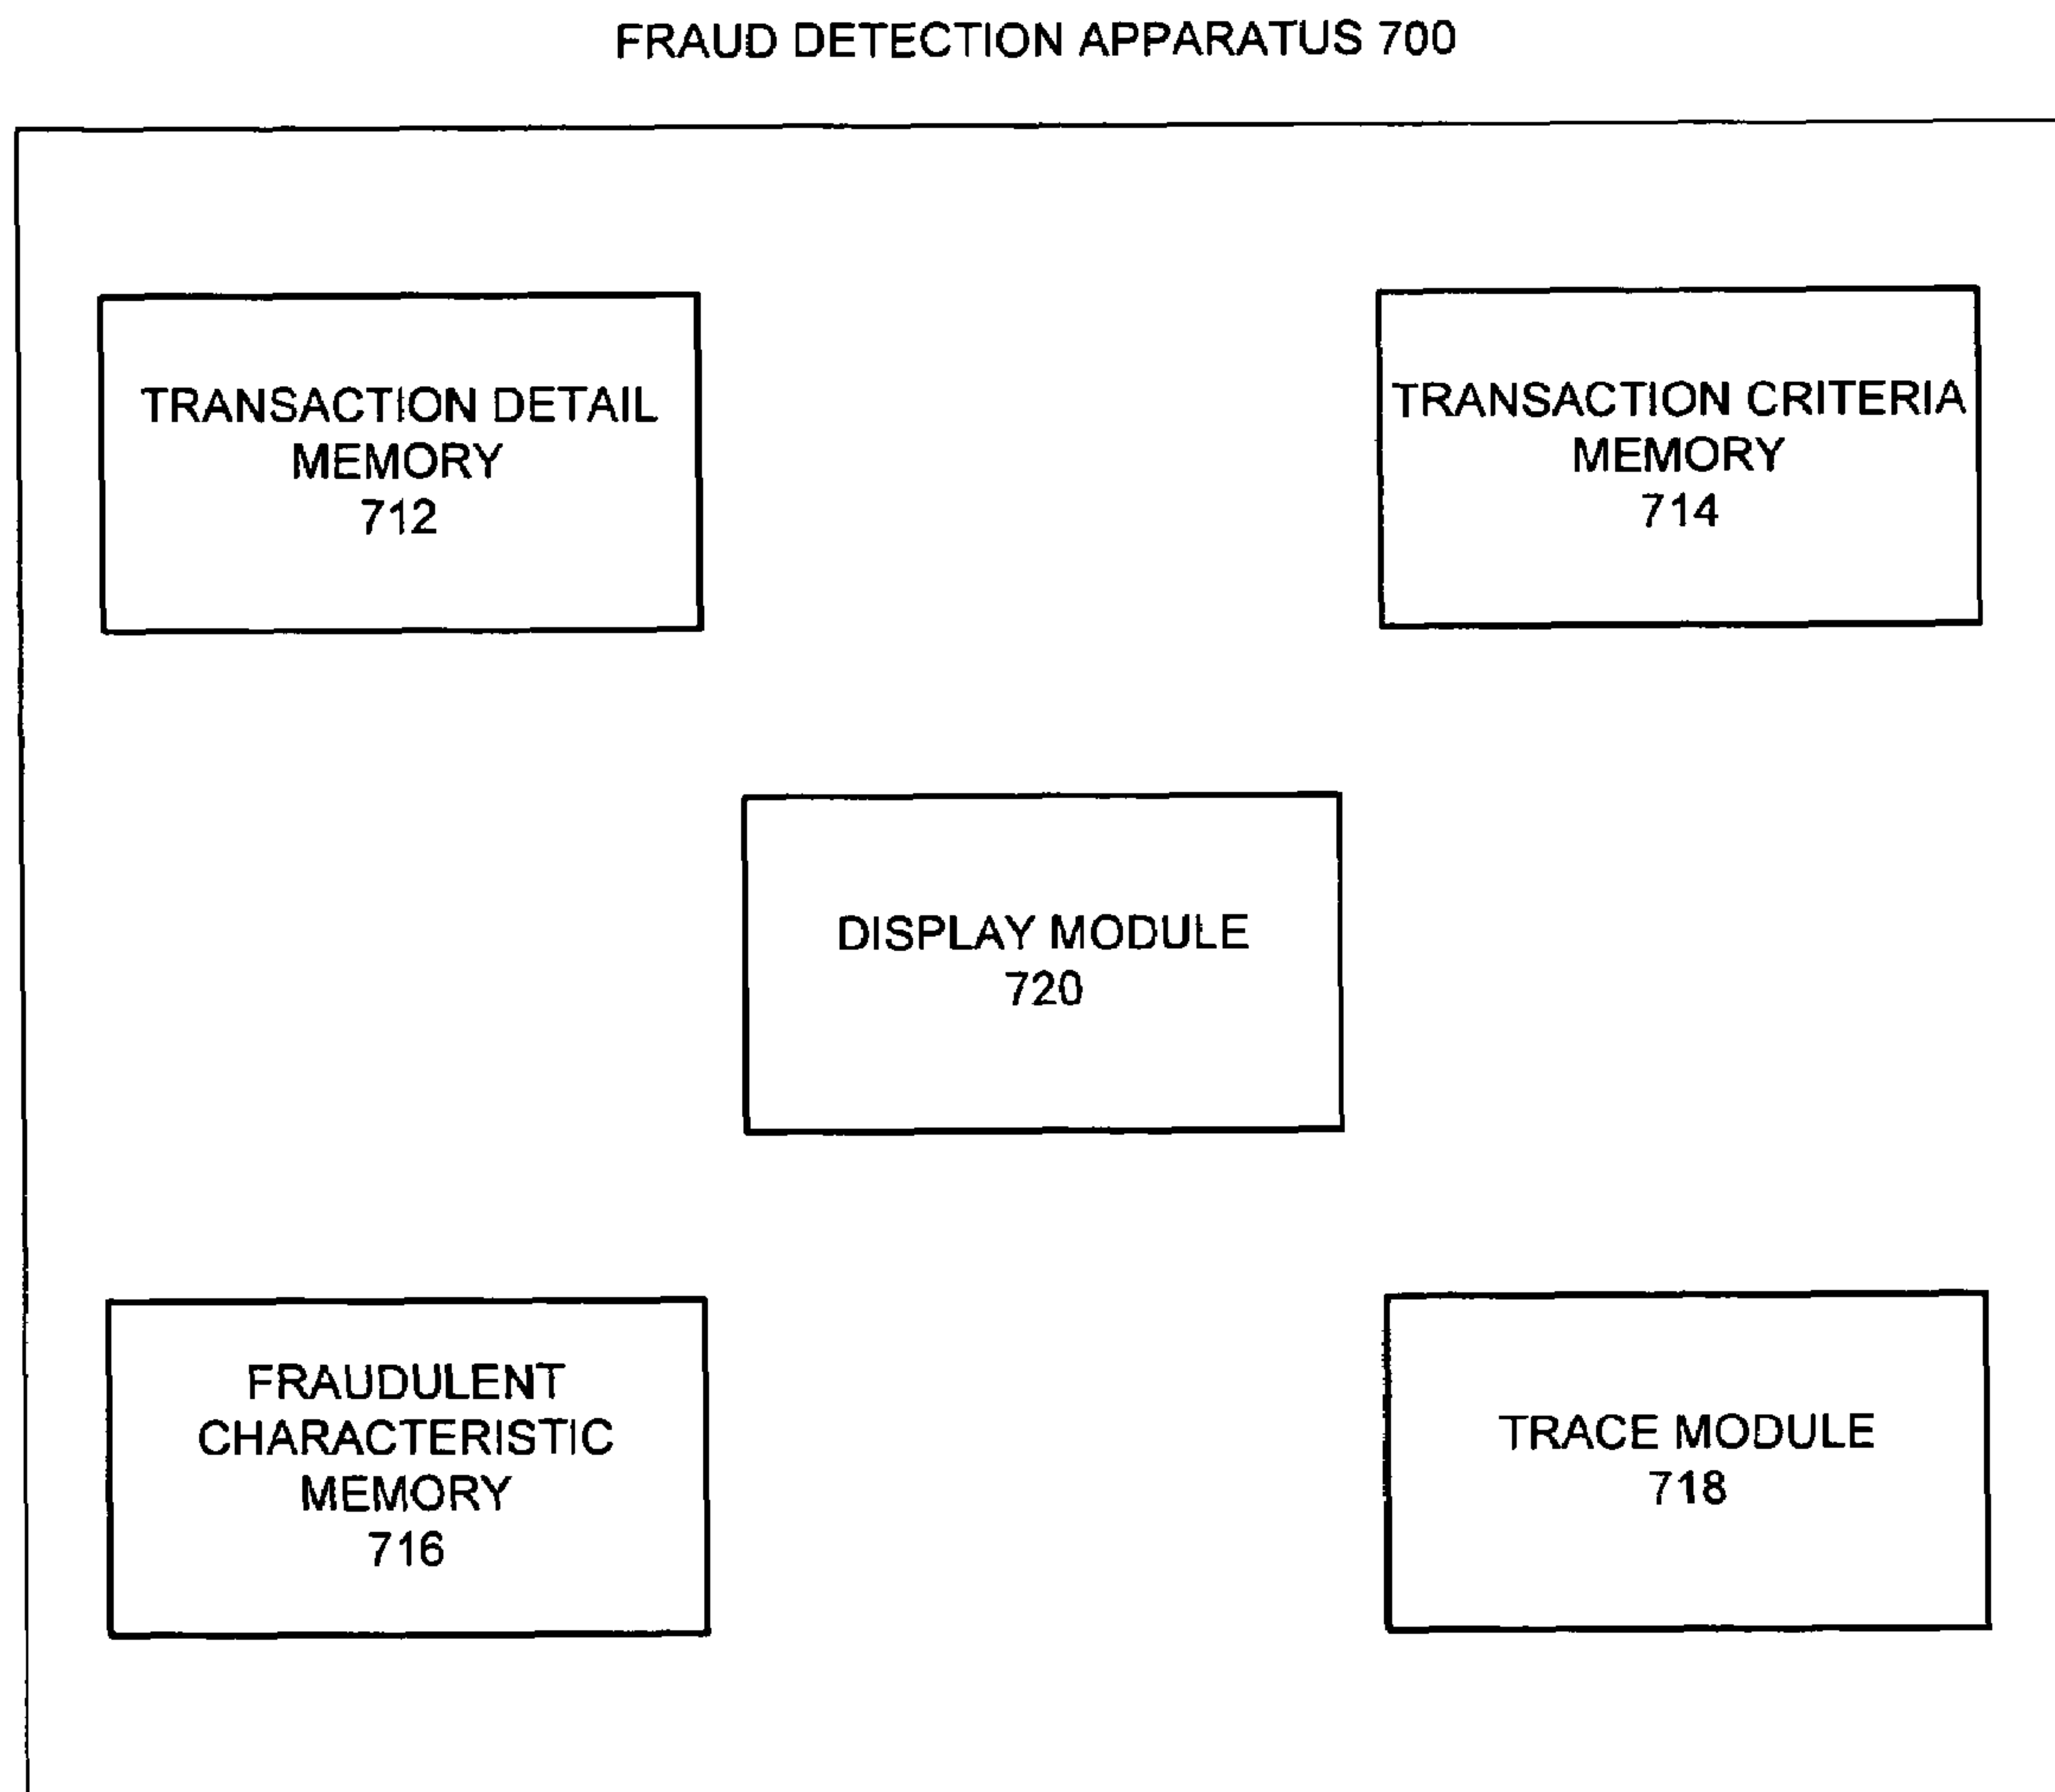 FRAUD DETECTION APPARATUS 700
TRANSACTION DETAIL
MEMORY
712
TRANSACTION CRITERIA
MEMORY
714
DISPLAY MODULE
720
FRAUDULENT
CHARACTERISTIC
MEMORY
716
TRACE MODULE
718